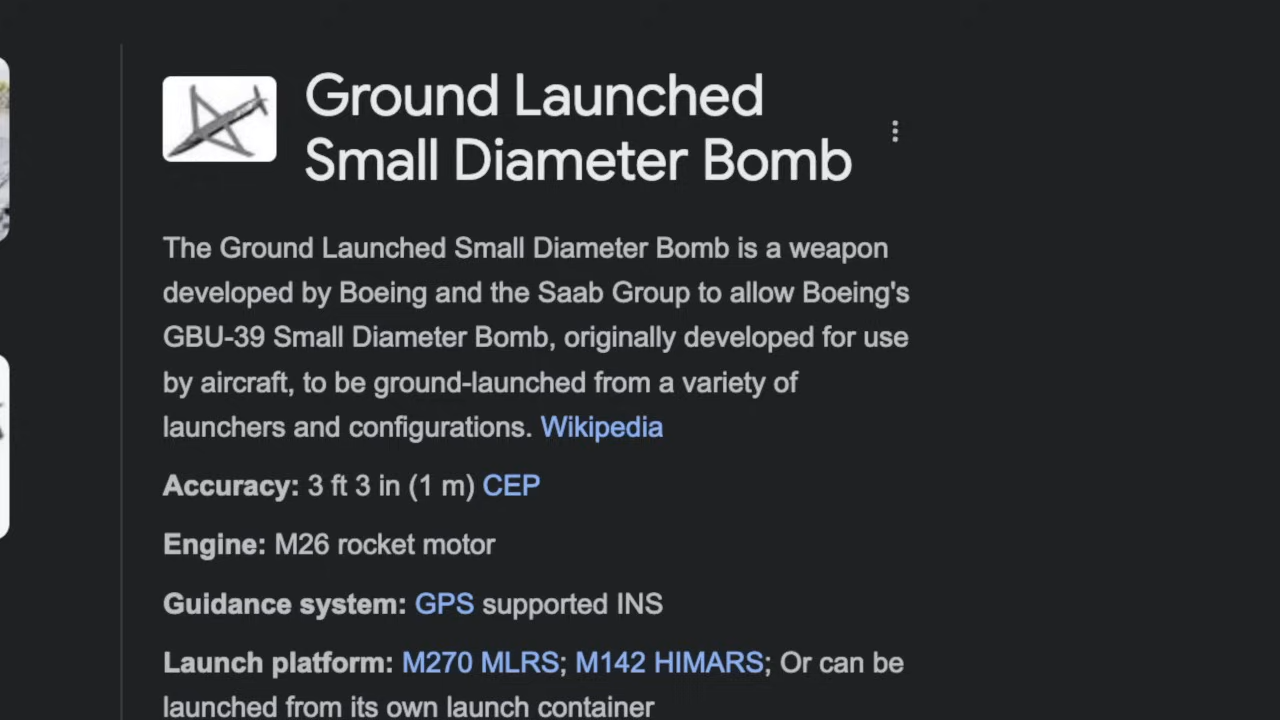 Ground Launched
Small Diameter Bomb
The Ground Launched Small Diameter Bomb is a weapon
developed by Boeing and the Saab Group to allow Boeing's
GBU-39 Small Diameter Bomb, originally developed for use
by aircraft, to be ground-launched from a variety of
launchers and configurations. Wikipedia
Accuracy: 3 ft 3 in (1 m) CEP
Engine: M26 rocket motor
Guidance system: GPS supported INS
Launch platform: M270 MLRS; M142 HIMARS; Or can be
launched from its own launch container